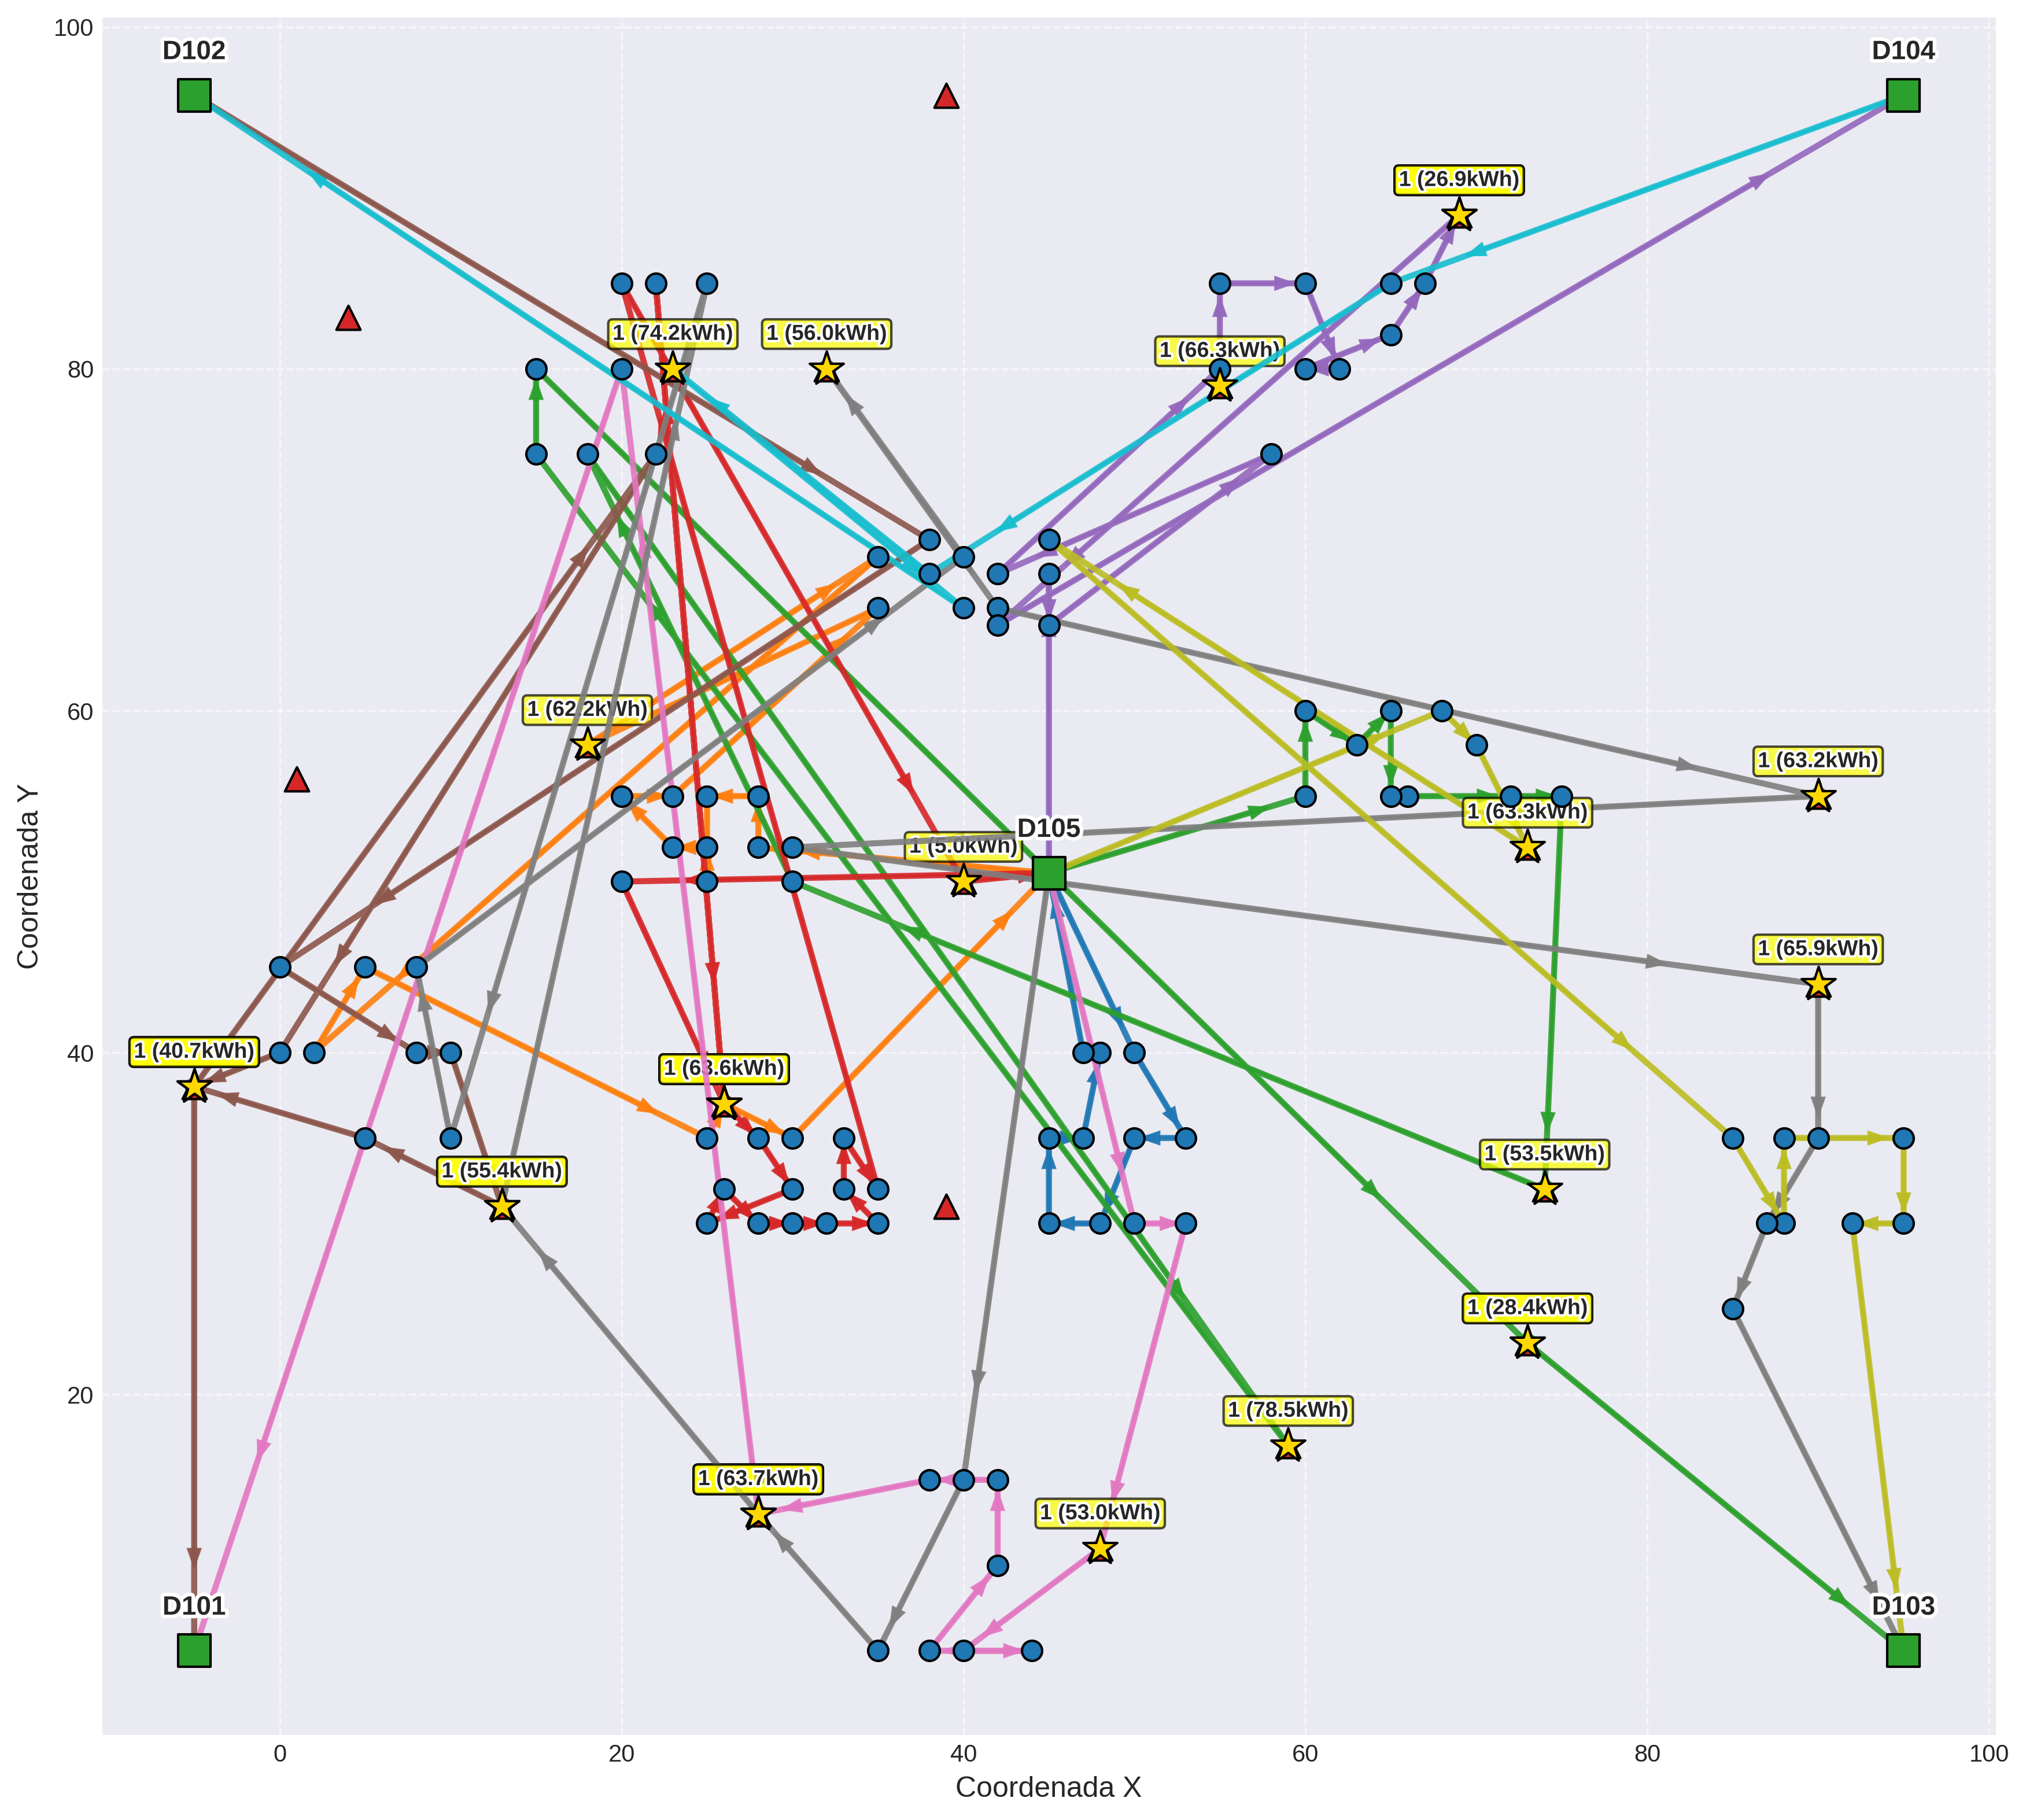 100
D102
D104
1 (26.9kWh)
1 (74.2kWh)
1 (56.0kWh)
1 (66.3kWh)
80
1 (62.2kWh)
60
1 (63.2kWh)
1 (63.3kWh)
D105
1 (5.0kWh)
1 (65.9kWh)
Coordenada Y
40
1 (40.7kWh)
1 (63.6kWh)
1 (55.4kWh)
1 (53.5kWh)
1 (28.4kWh)
20
1 (78.5kWh)
1 (63.7kWh)
1 (53.0kWh)
D101
D103
0
20
40
60
80
100
Coordenada X